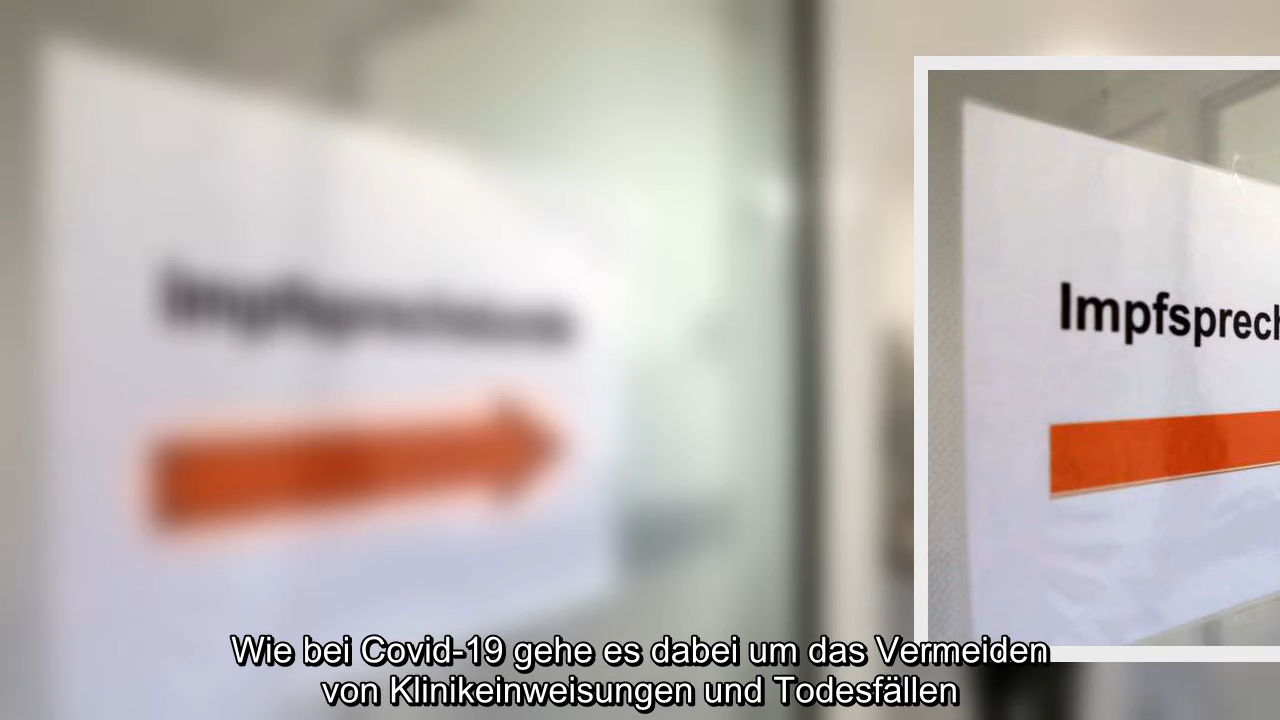 Impfsprech
Wie bei Covid-19 gehe es dabei um das Vermeiden
von Klinikeinweisungen und Todesfällen